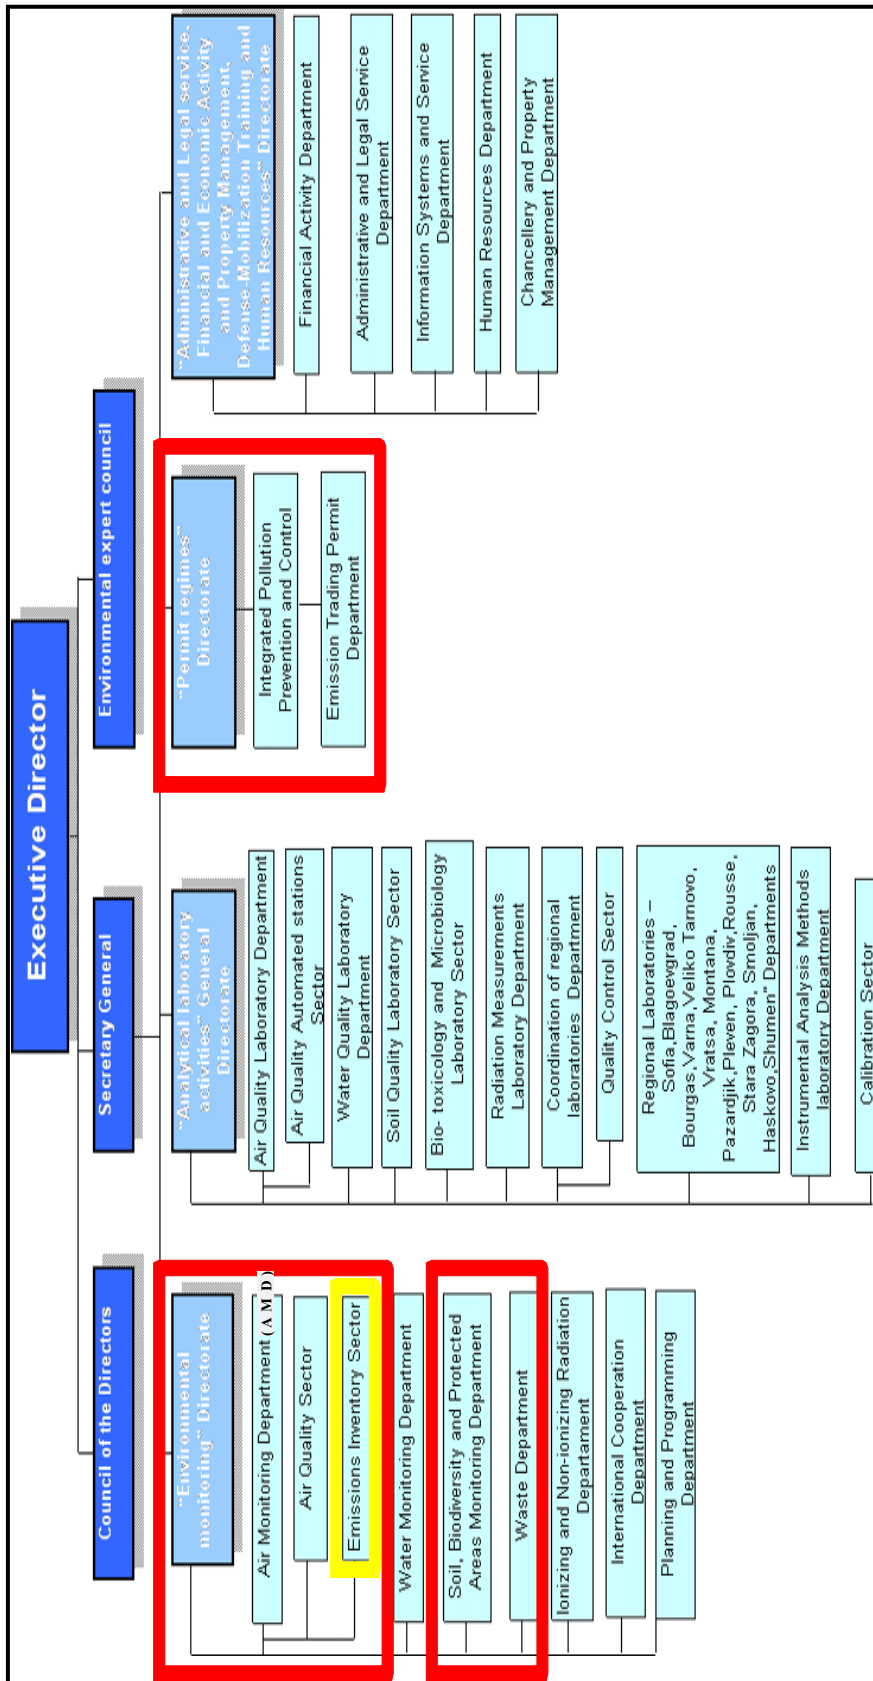 Executive Director
Council of the Directors
Secretary General
Environmental expert council
"Environmental
monitoring" Directorate
Air Monitoring Department
(A M D)
Air Quality Sector
Emissions Inventory Sector
Water Monitoring Department
Soil, Biodiversity and Protected
Areas Monitoring Department
Waste Department
Ionizing and Non-ionizing Radiation
Departament
International Cooperation
Department
Planning and Programming
Department
"Analytical laboratory
activities" General
Directorate
Air Quality Laboratory Department
Air Quality Automated stations
Sector
Water Quality Laboratory
Department
Soil Quality Laboratory Sector
Bio- toxicology and Microbiology
Laboratory Sector
Radiation Measurements
Laboratory Department
Coordination of regional
laboratories Department
Quality Control Sector
Regional Laboratories –
Sofia,Blagoevgrad,
Bourgas,Varna,Veliko Tarnovo,
Vratsa, Montana,
Pazardjik,Pleven, Plovdiv,Rousse,
Stara Zagora, Smoljan,
Haskovo,Shumen" Departments
Instrumental Analysis Methods
laboratory Department
Calibration Sector
"Permit regimes"
Directorate
Integrated Pollution
Prevention and Control
Emission Trading Permit
Department
"Administrative and Legal service,
Financial and Economic Activity
and Property Management,
Defense-Mobilization Training and
Human Resources" Directorate
Financial Activity Department
Administrative and Legal Service
Department
Information Systems and Service
Department
Human Resources Department
Chancellery and Property
Management Department